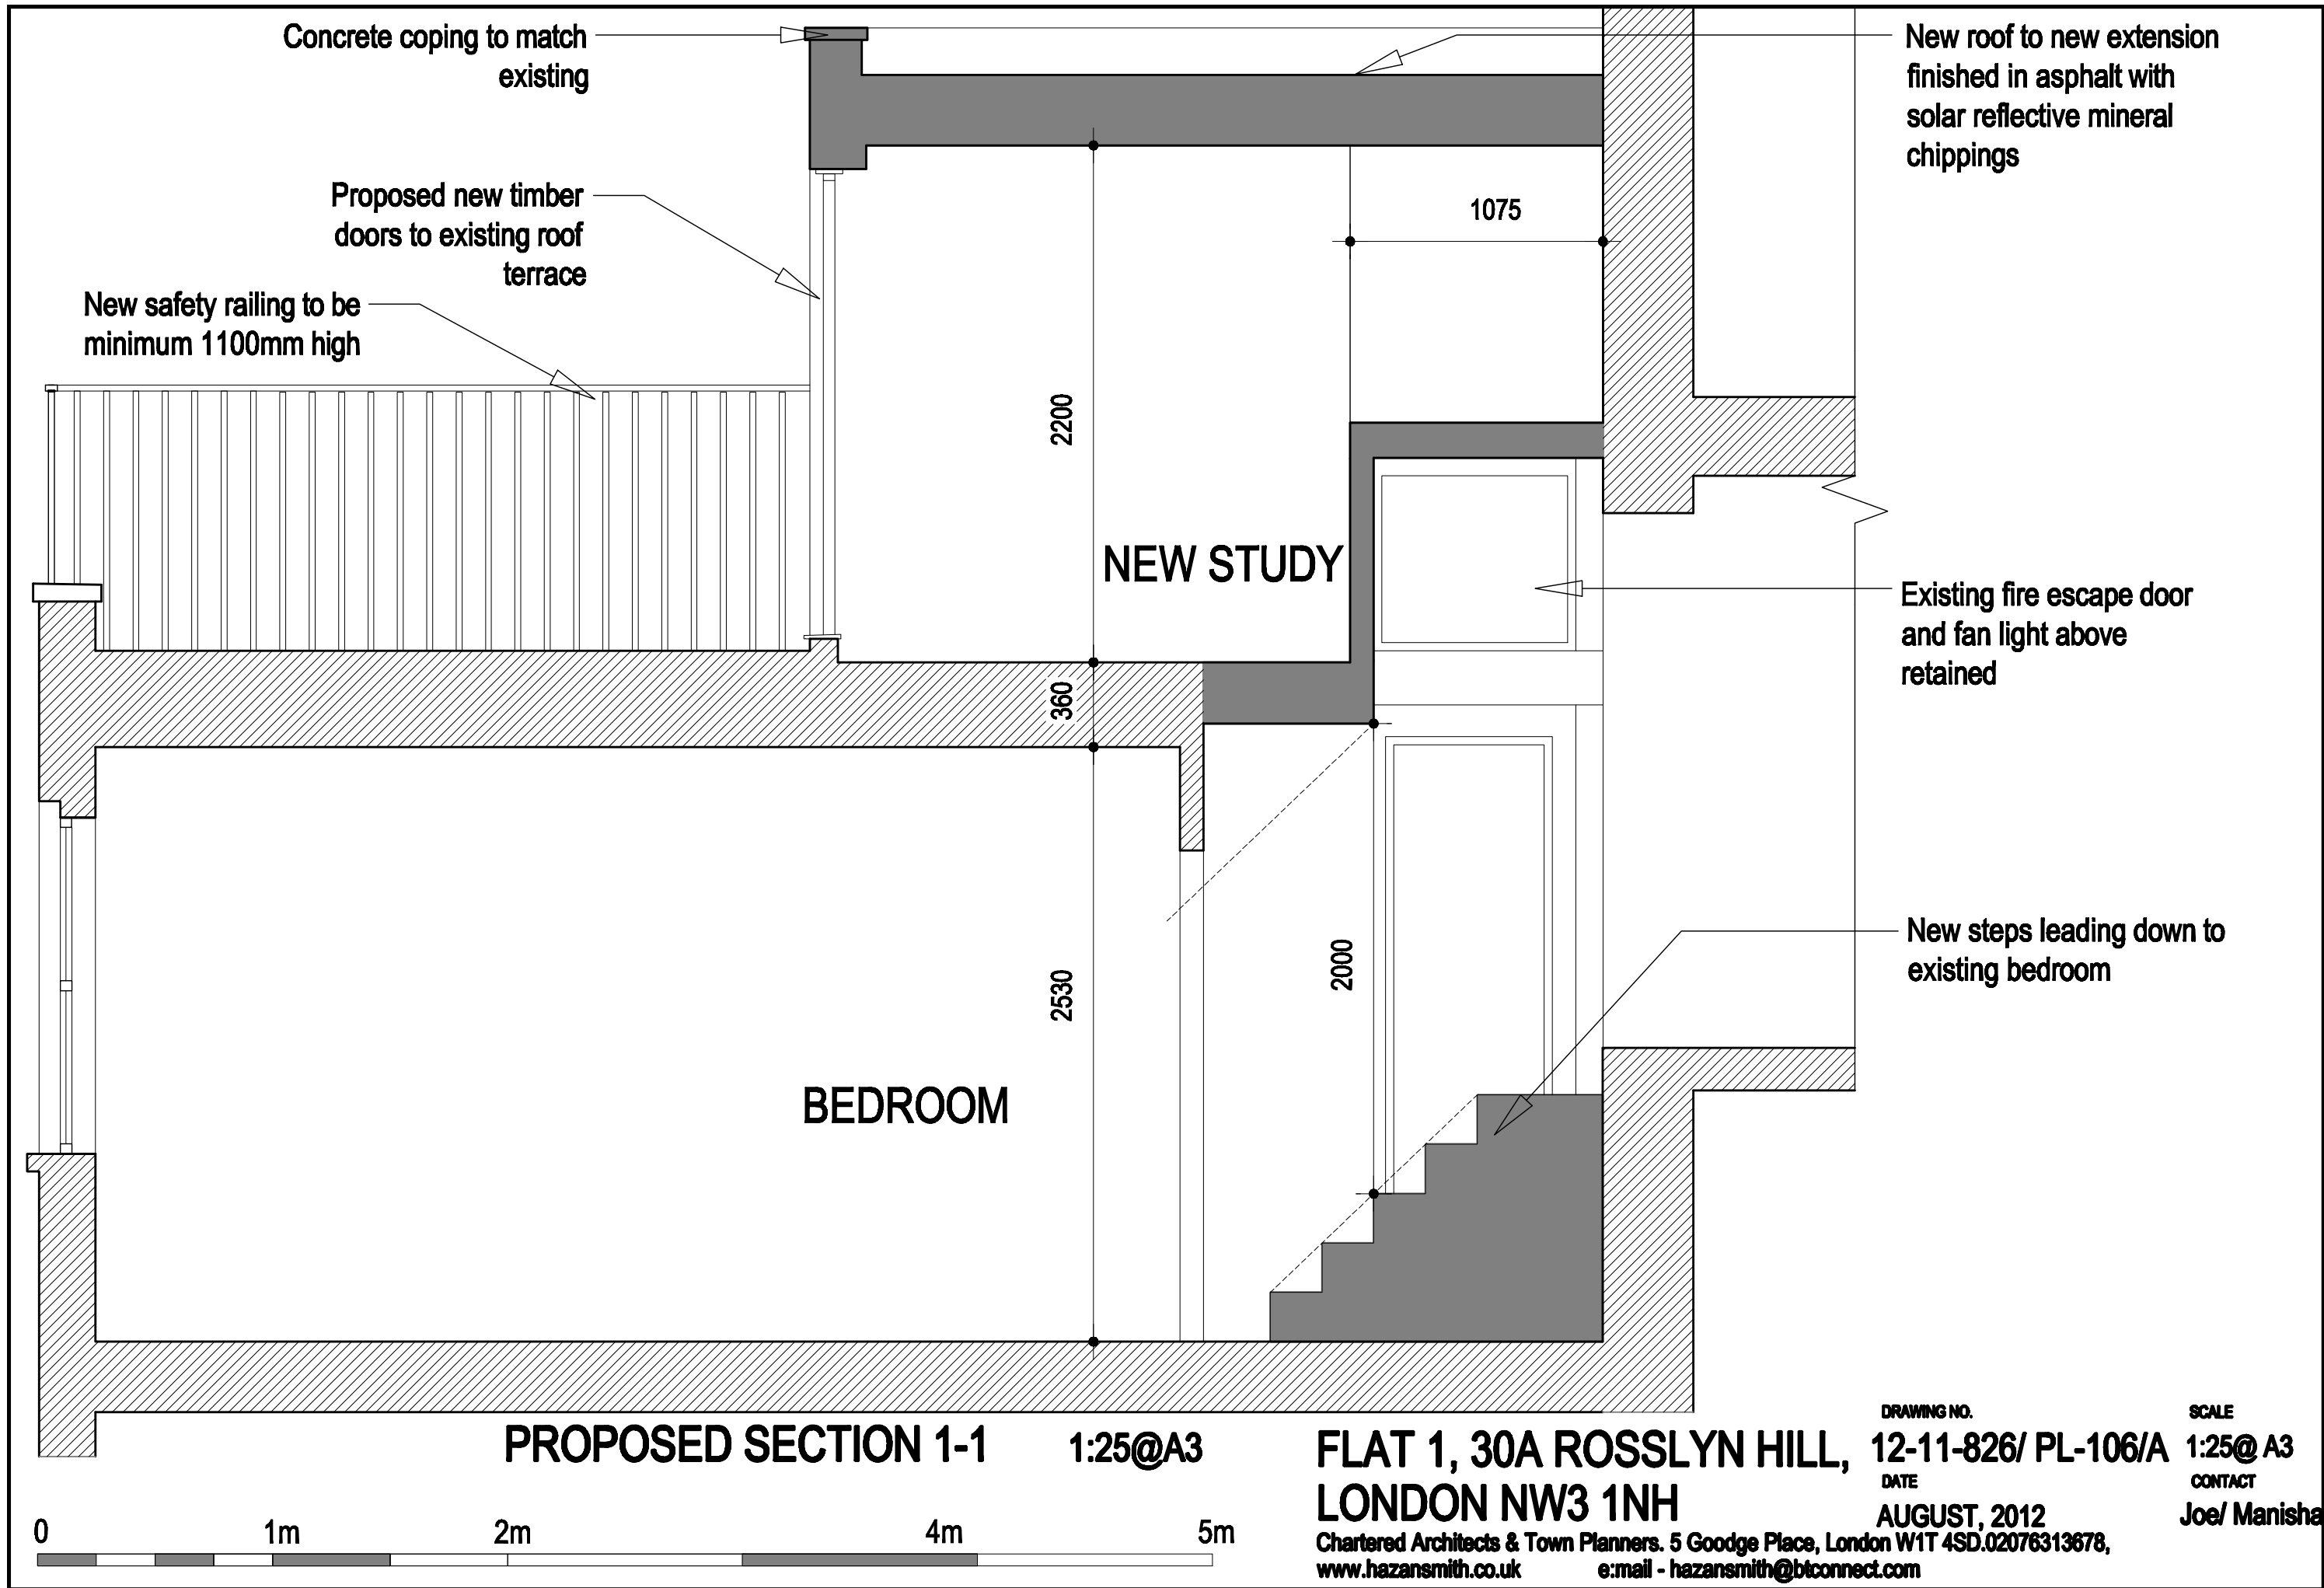 Concrete coping to match
existing
New roof to new extension
finished in asphalt with
solar reflective mineral
chippings
Proposed new timber
doors to existing roof
terrace
1075
New safety railing to be
minimum 1100mm high
2200
NEW STUDY
Existing fire escape door
and fan light above
retained
360
New steps leading down to
existing bedroom
2000
2530
BEDROOM
PROPOSED SECTION 1-1 1:25@A3
0 1m 2m 4m 5m
FLAT 1, 30A ROSSLYN HILL,
LONDON NW3 1NH
DRAWING NO.
12-11-826/ PL-106/A
SCALE
1:25@ A3
DATE
AUGUST, 2012
CONTACT
Joe/ Manisha
Chartered Architects & Town Planners. 5 Goodge Place, London W1T 4SD.02076313678,
www.hazansmith.co.uk e:mail - hazansmith@btconnect.com